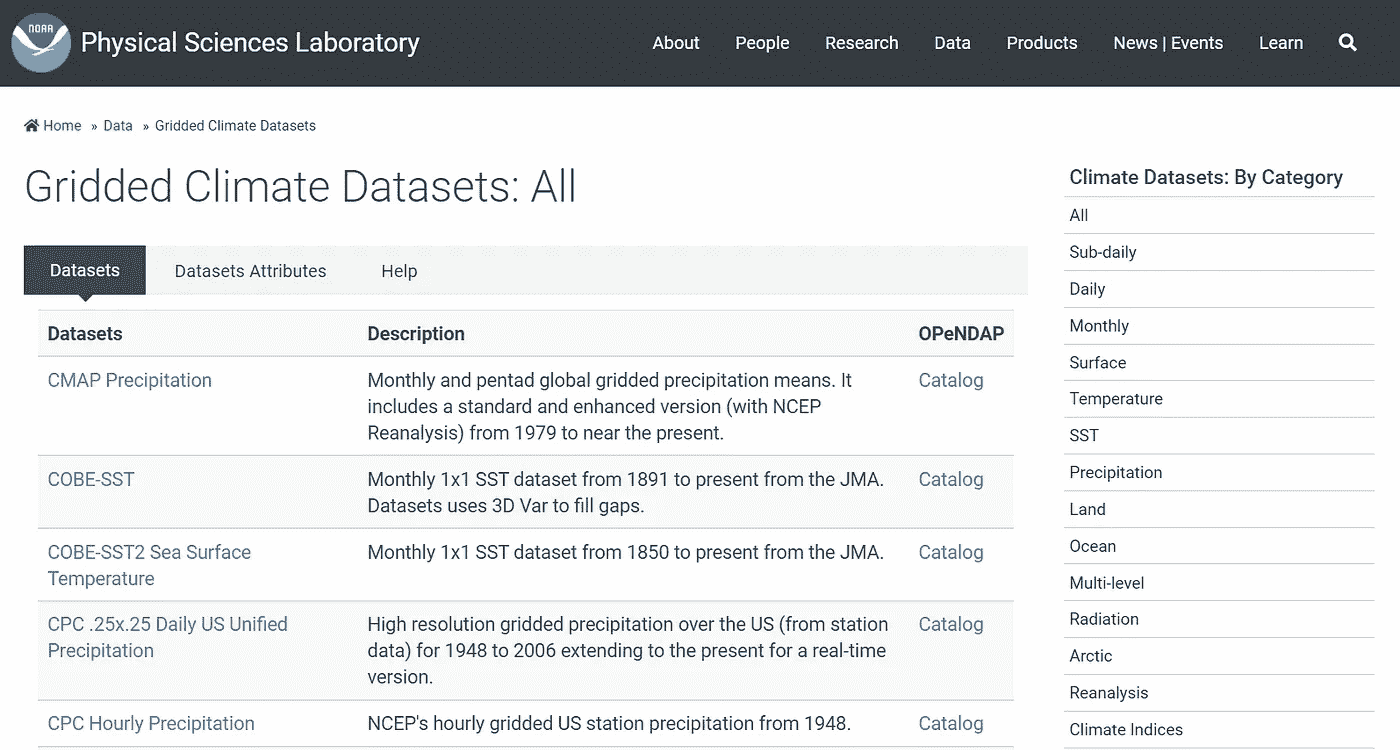 NOAA
Physical Sciences Laboratory
About People Research Data Products News | Events Learn
Home » Data » Gridded Climate Datasets
Gridded Climate Datasets: All
Datasets Datasets Attributes Help
Datasets Description OPeNDAP
CMAP Precipitation Monthly and pentad global gridded precipitation means. It Catalog
includes a standard and enhanced version (with NCEP
Reanalysis) from 1979 to near the present.
COBE-SST Monthly 1x1 SST dataset from 1891 to present from the JMA. Catalog
Datasets uses 3D Var to fill gaps.
COBE-SST2 Sea Surface Monthly 1x1 SST dataset from 1850 to present from the JMA. Catalog
Temperature
CPC .25x.25 Daily US Unified High resolution gridded precipitation over the US (from station Catalog
Precipitation data) for 1948 to 2006 extending to the present for a real-time
version.
CPC Hourly Precipitation NCEP's hourly gridded US station precipitation from 1948. Catalog
Climate Datasets: By Category
All
Sub-daily
Daily
Monthly
Surface
Temperature
SST
Precipitation
Land
Ocean
Multi-level
Radiation
Arctic
Reanalysis
Climate Indices